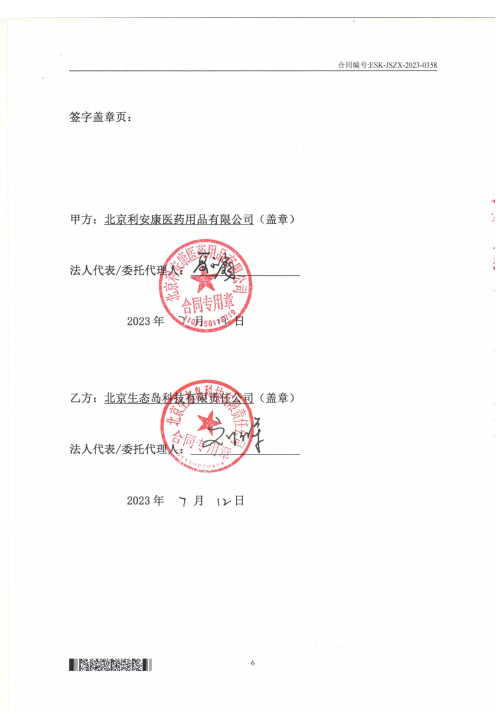 合同编号:ESK-JSZX-2023-0358
签字盖章页：
甲方：北京利安康医药用品有限公司（盖章）
法人代表/委托代理人：
北京利安康医药用品有限公司
合同专用章
2023 年 7 月 日
乙方：北京生态岛科技有限责任公司（盖章）
北京生态岛科技有限责任公司
合同专用章
法人代表/委托代理人：
2023 年 7 月 12 日
6